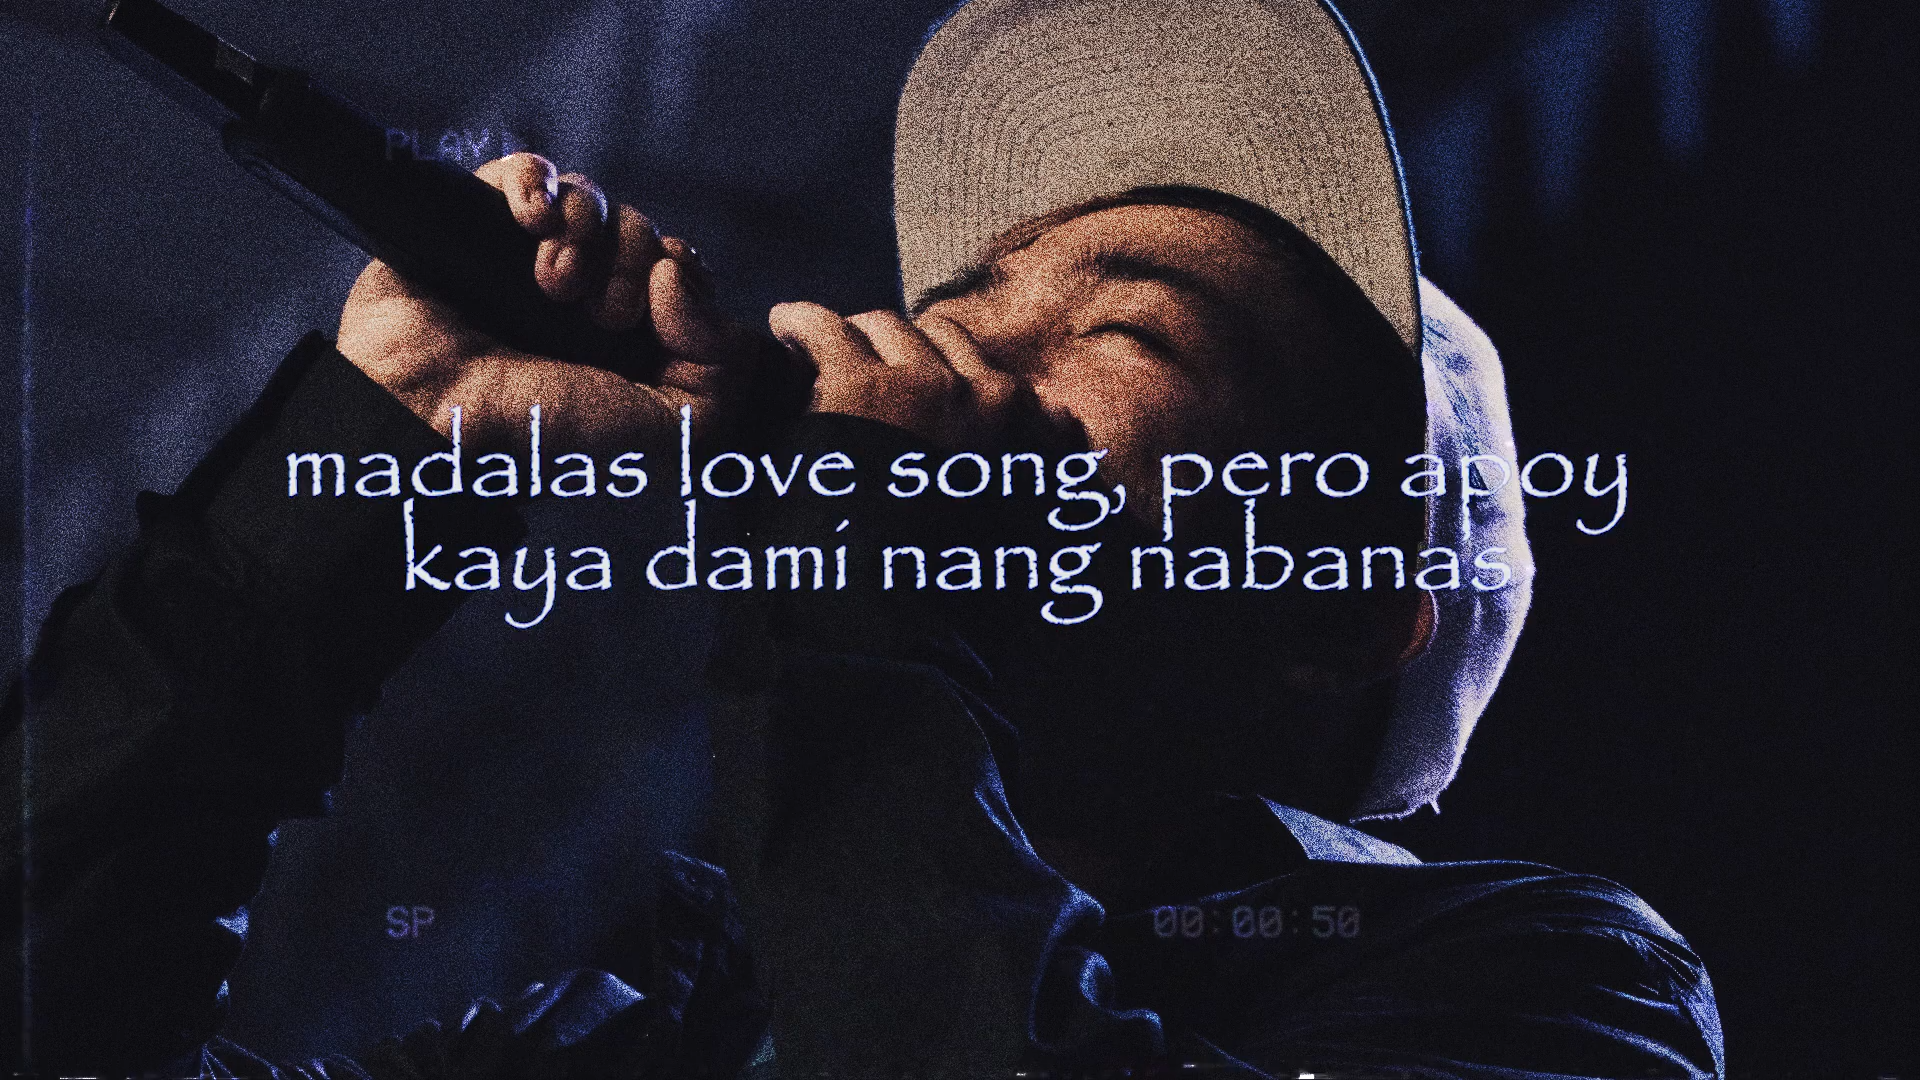 PLAY
madalas love song, pero apoy
kaya dami nang nabanas
SP
00:00:50